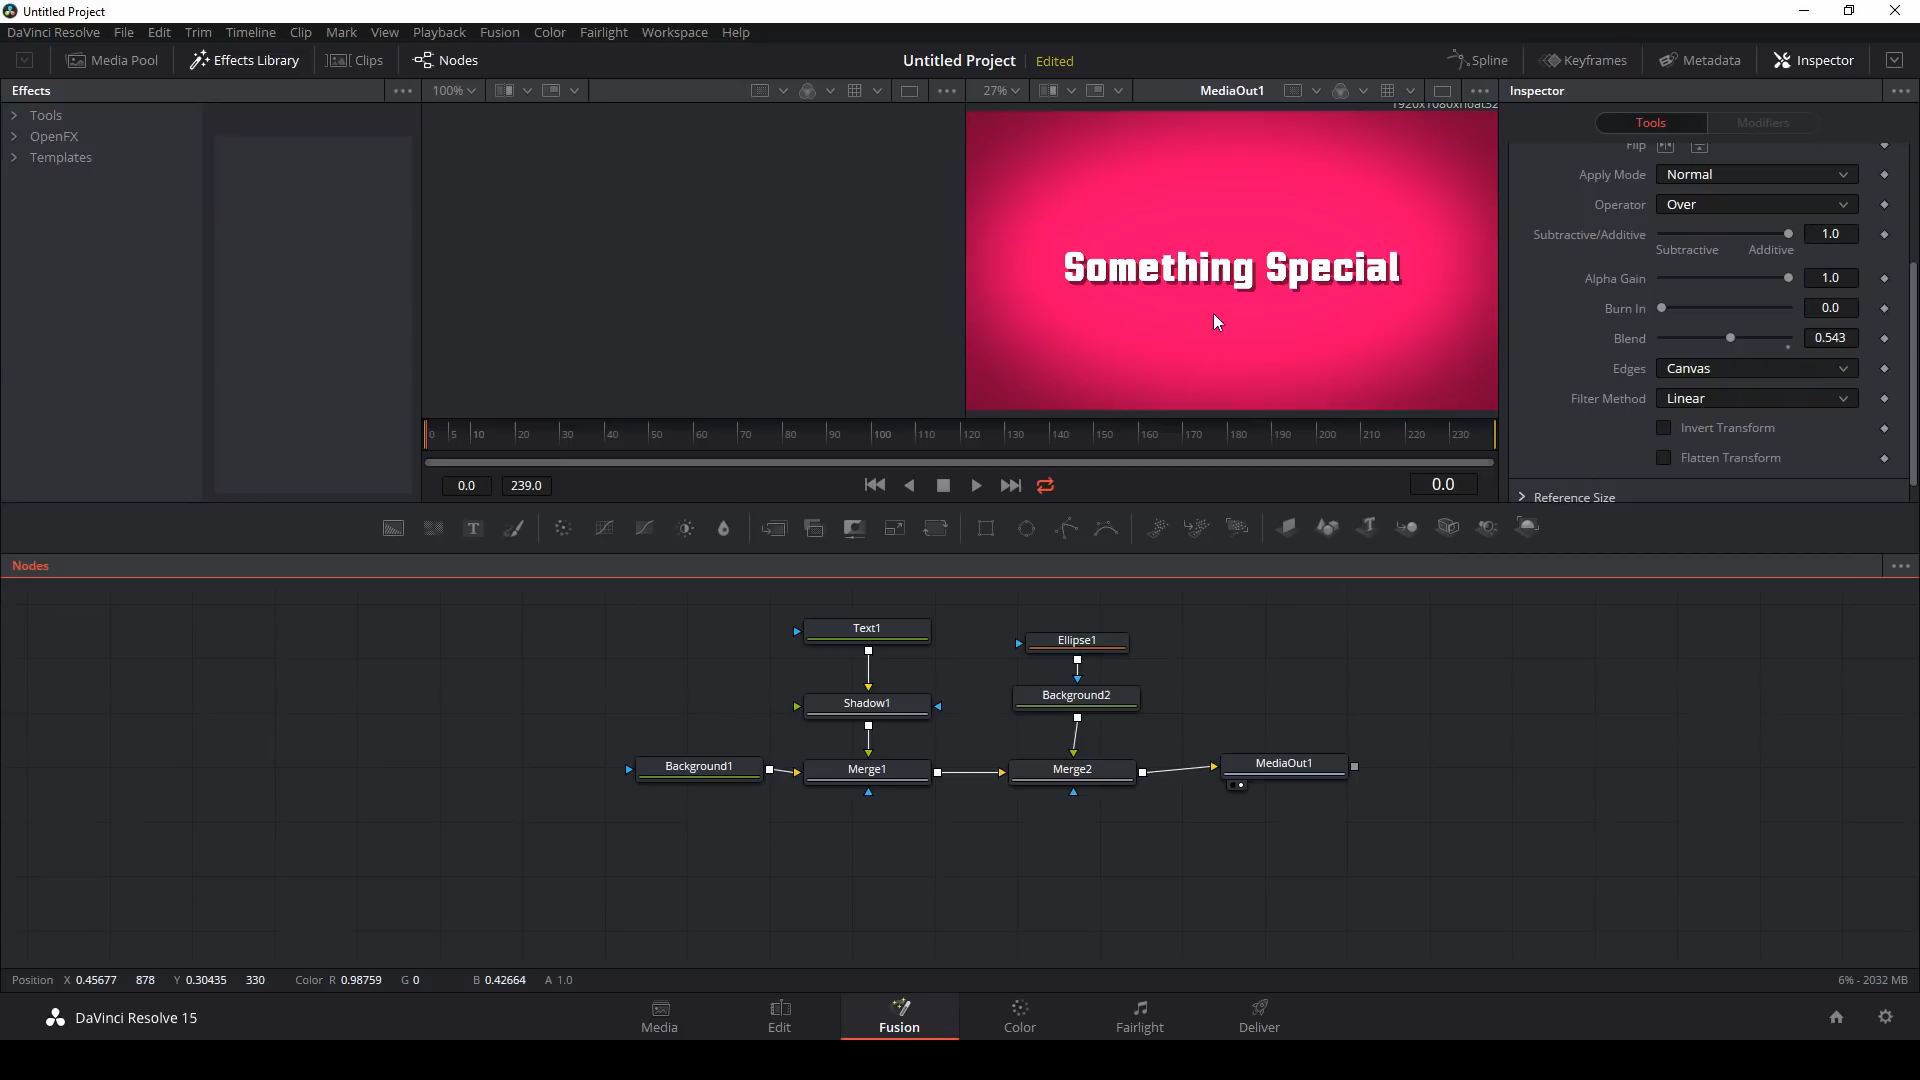 Untitled Project
DaVinci Resolve File Edit Trim Timeline Clip Mark View Playback Fusion Color Fairlight Workspace Help
Media Pool Effects Library Clips Nodes Untitled Project Edited Spline Keyframes Metadata Inspector
Effects 100% 27% MediaOut1 Inspector
1920x1080xfloat32
Tools
OpenFX
Templates
Tools Modifiers
Flip
Apply Mode Normal
Operator Over
Subtractive/Additive 1.0
Subtractive Additive
Alpha Gain 1.0
Burn In 0.0
Blend 0.543
Edges Canvas
Filter Method Linear
Invert Transform
Flatten Transform
Reference Size
Something Special
0 5 10 20 30 40 50 60 70 80 90 100 110 120 130 140 150 160 170 180 190 200 210 220 230
0.0 239.0 0.0
T
Nodes
Text1
Ellipse1
Shadow1
Background2
Background1
Merge1
Merge2
MediaOut1
Position X 0.45677 878 Y 0.30435 330 Color R 0.98759 G 0 B 0.42664 A 1.0 6% - 2032 MB
DaVinci Resolve 15 Media Edit Fusion Color Fairlight Deliver